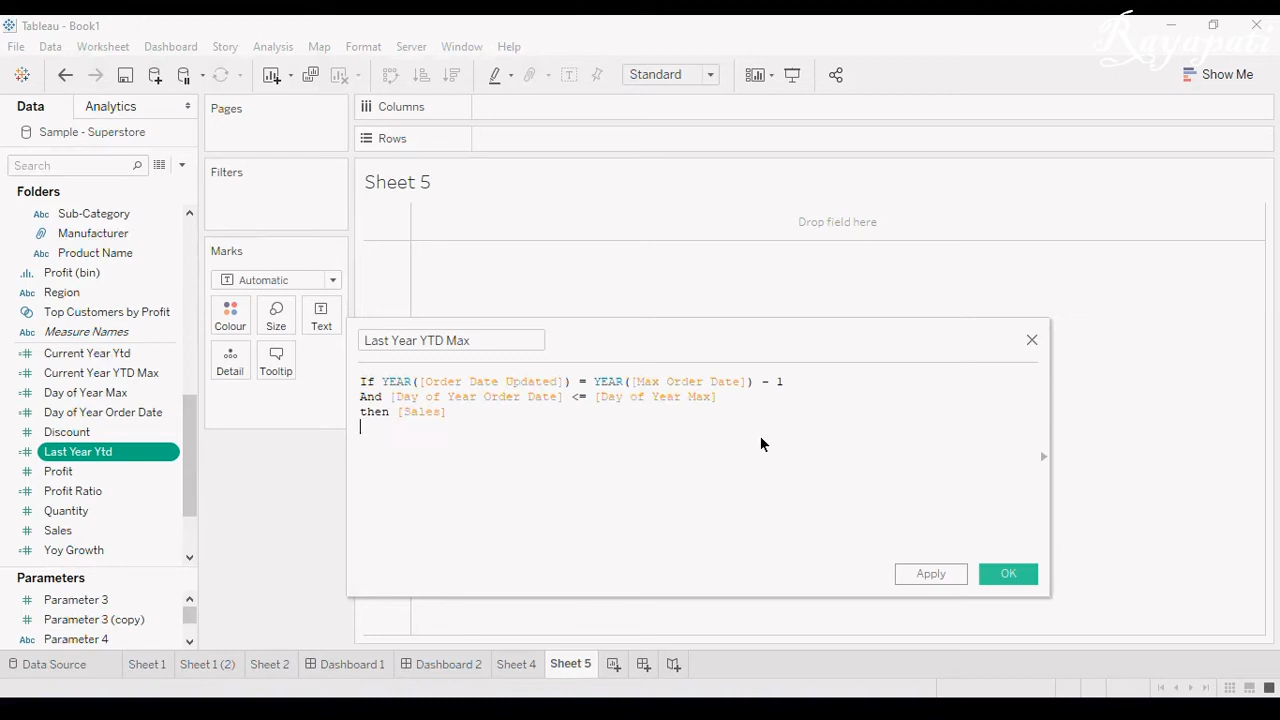 Tableau - Book1
Rayapati
File Data Worksheet Dashboard Story Analysis Map Format Server Window Help
Standard
Show Me
Data Analytics
Sample - Superstore
Search
Folders
Sub-Category
Manufacturer
Product Name
Profit (bin)
Region
Top Customers by Profit
Measure Names
Current Year Ytd
Current Year YTD Max
Day of Year Max
Day of Year Order Date
Discount
Last Year Ytd
Profit
Profit Ratio
Quantity
Sales
Yoy Growth
Parameters
Parameter 3
Parameter 3 (copy)
Parameter 4
Pages
Filters
Marks
Automatic
Colour Size Text
Detail Tooltip
Columns
Rows
Sheet 5
Drop field here
Last Year YTD Max
If YEAR([Order Date Updated]) = YEAR([Max Order Date]) - 1
And [Day of Year Order Date] <= [Day of Year Max]
then [Sales]
Apply OK
Data Source Sheet 1 Sheet 1 (2) Sheet 2 Dashboard 1 Dashboard 2 Sheet 4 Sheet 5